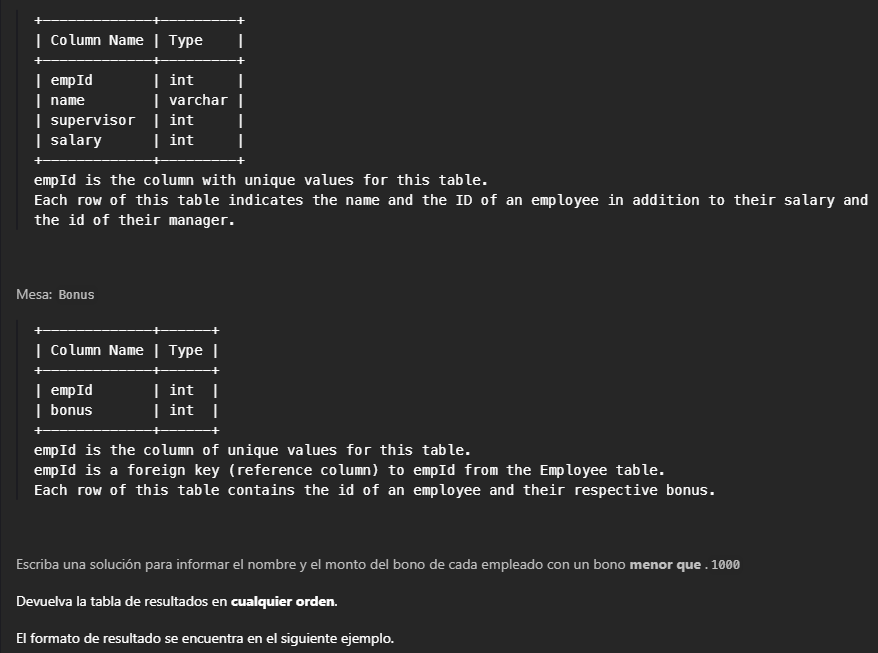 +-------------+---------+
| Column Name | Type    |
+-------------+---------+
| empId       | int     |
| name        | varchar |
| supervisor  | int     |
| salary      | int     |
+-------------+---------+
empId is the column with unique values for this table.
Each row of this table indicates the name and the ID of an employee in addition to their salary and
the id of their manager.
Mesa: Bonus
+-------------+------+
| Column Name | Type |
+-------------+------+
| empId       | int  |
| bonus       | int  |
+-------------+------+
empId is the column of unique values for this table.
empId is a foreign key (reference column) to empId from the Employee table.
Each row of this table contains the id of an employee and their respective bonus.
Escriba una solución para informar el nombre y el monto del bono de cada empleado con un bono menor que . 1000
Devuelva la tabla de resultados en cualquier orden.
El formato de resultado se encuentra en el siguiente ejemplo.